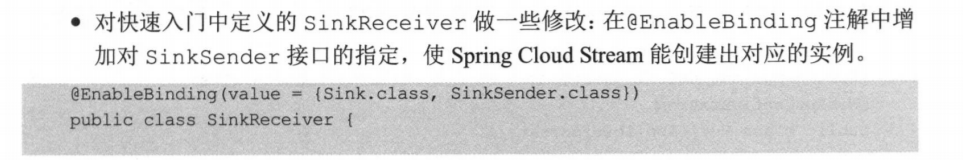 • 对快速入门中定义的 SinkReceiver 做一些修改：在@EnableBinding 注解中增
加对 SinkSender 接口的指定，使 Spring Cloud Stream 能创建出对应的实例。
@EnableBinding(value = {Sink.class, SinkSender.class})
public class SinkReceiver {